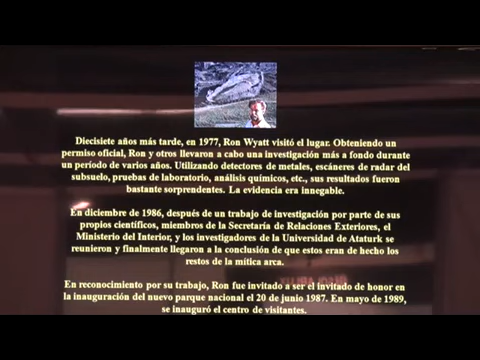 Diecisiete años más tarde, en 1977, Ron Wyatt visitó el lugar. Obteniendo un
permiso oficial, Ron y otros llevaron a cabo una investigación más a fondo durante
un período de varios años. Utilizando detectores de metales, escáneres de radar del
subsuelo, pruebas de laboratorio, análisis químicos, etc., sus resultados fueron
bastante sorprendentes. La evidencia era innegable.
En diciembre de 1986, después de un trabajo de investigación por parte de sus
propios científicos, miembros de la Secretaría de Relaciones Exteriores, el
Ministerio del Interior, y los investigadores de la Universidad de Ataturk se
reunieron y finalmente llegaron a la conclusión de que estos eran de hecho los
restos de la mítica arca.
En reconocimiento por su trabajo, Ron fue invitado a ser el invitado de honor en
la inauguración del nuevo parque nacional el 20 de junio 1987. En mayo de 1989,
se inauguró el centro de visitantes.